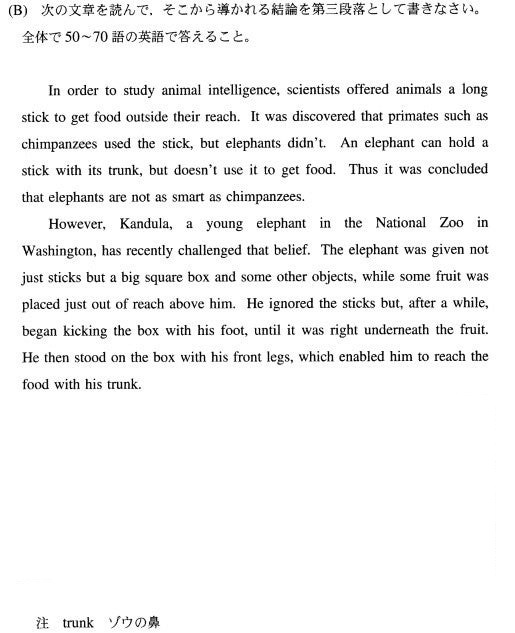 (B) 次の文章を読んで，そこから導かれる結論を第三段落として書きなさい。
全体で50～70語の英語で答えること。
In order to study animal intelligence, scientists offered animals a long
stick to get food outside their reach. It was discovered that primates such as
chimpanzees used the stick, but elephants didn't. An elephant can hold a
stick with its trunk, but doesn't use it to get food. Thus it was concluded
that elephants are not as smart as chimpanzees.
However, Kandula, a young elephant in the National Zoo in
Washington, has recently challenged that belief. The elephant was given not
just sticks but a big square box and some other objects, while some fruit was
placed just out of reach above him. He ignored the sticks but, after a while,
began kicking the box with his foot, until it was right underneath the fruit.
He then stood on the box with his front legs, which enabled him to reach the
food with his trunk.
注 trunk ゾウの鼻